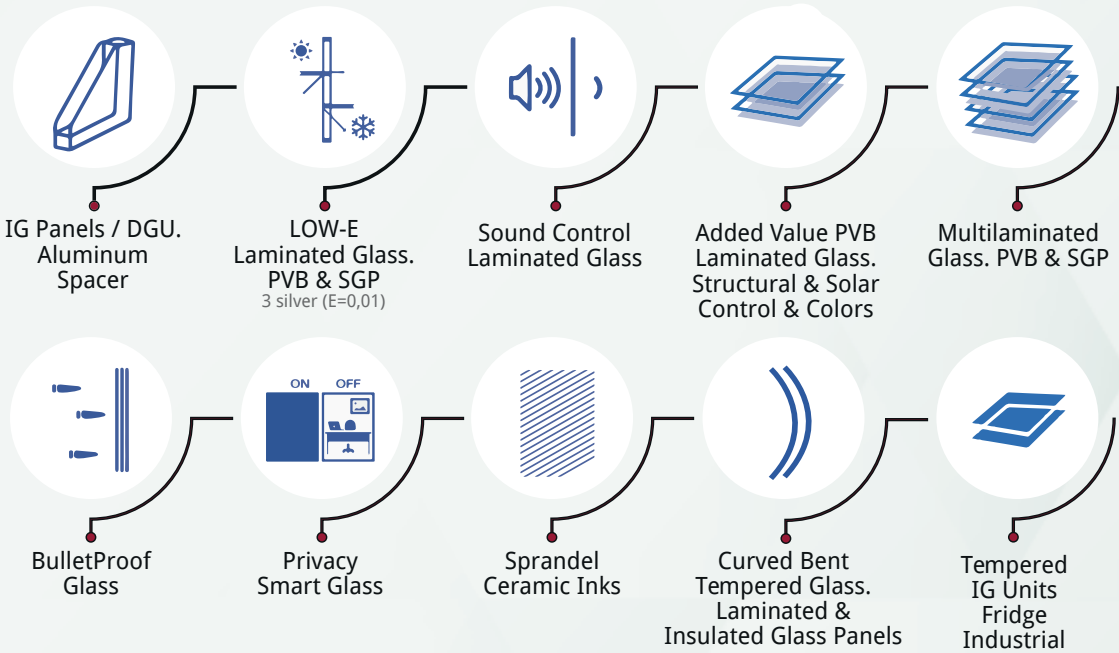 IG Panels / DGU.
Aluminum
Spacer
LOW-E
Laminated Glass.
PVB & SGP
3 silver (E=0,01)
Sound Control
Laminated Glass
Added Value PVB
Laminated Glass.
Structural & Solar
Control & Colors
Multilaminated
Glass. PVB & SGP
BulletProof
Glass
ON OFF
Privacy
Smart Glass
Sprandel
Ceramic Inks
Curved Bent
Tempered Glass.
Laminated &
Insulated Glass Panels
Tempered
IG Units
Fridge
Industrial